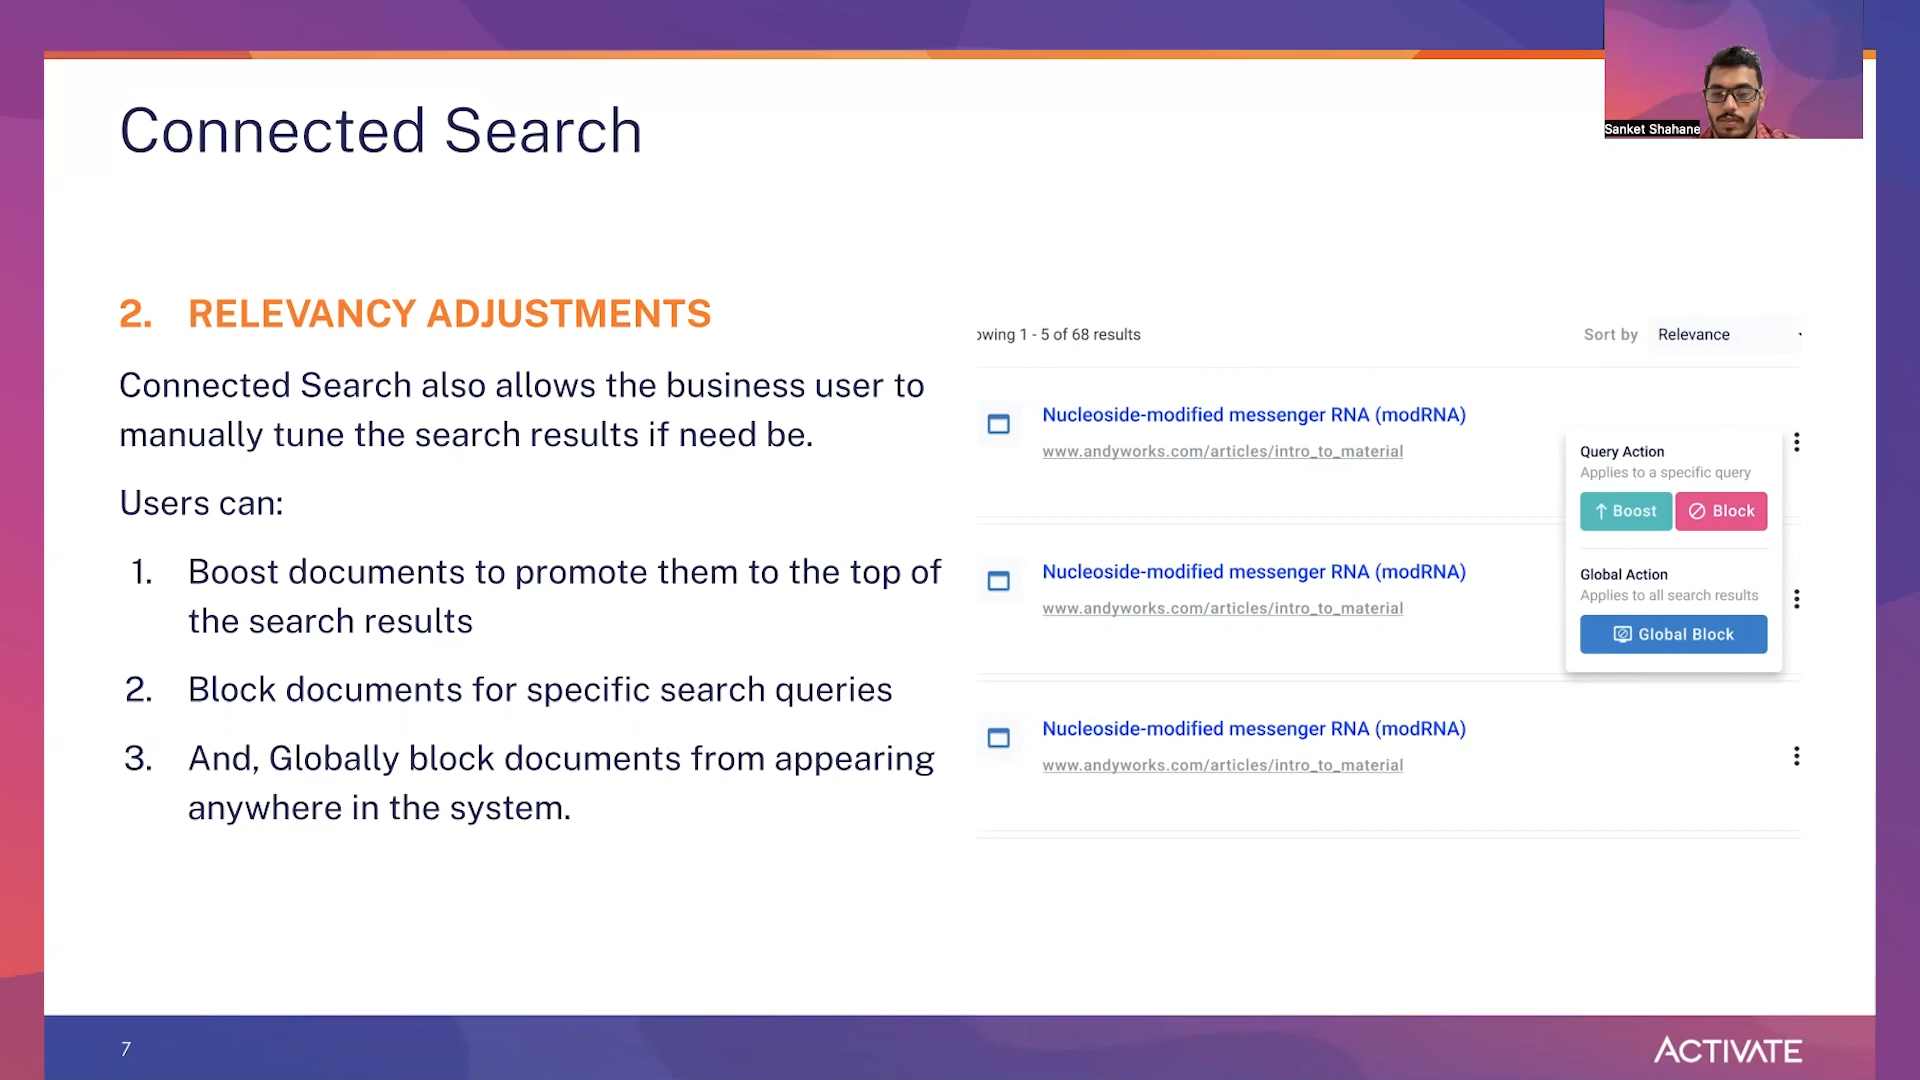 Sanket Shahane
Connected Search
2. RELEVANCY ADJUSTMENTS
Connected Search also allows the business user to
manually tune the search results if need be.
Users can:
1. Boost documents to promote them to the top of
the search results
2. Block documents for specific search queries
3. And, Globally block documents from appearing
anywhere in the system.
owing 1 - 5 of 68 results
Sort by Relevance
Nucleoside-modified messenger RNA (modRNA)
www.andyworks.com/articles/intro_to_material
Query Action
Applies to a specific query
Boost Block
Global Action
Applies to all search results
Global Block
Nucleoside-modified messenger RNA (modRNA)
www.andyworks.com/articles/intro_to_material
Nucleoside-modified messenger RNA (modRNA)
www.andyworks.com/articles/intro_to_material
7
ACTIVATE